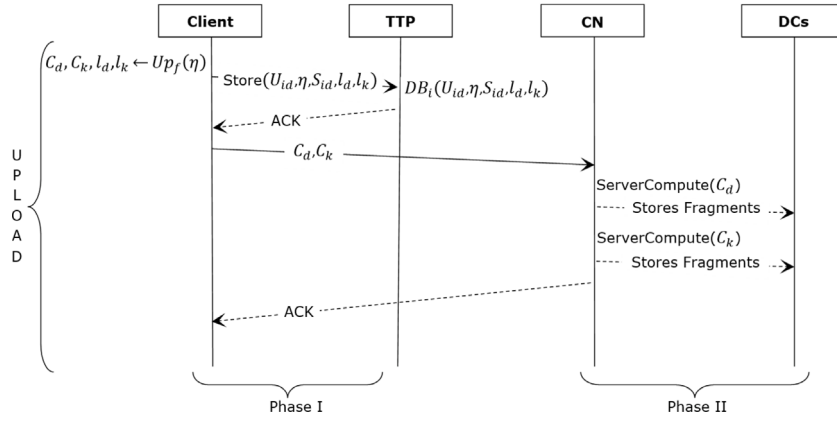 Client TTP CN DCs
C_d, C_k, l_d, l_k ← Up_f(η)
Store(U_id,η,S_id,l_d,l_k) DB_i(U_id,η,S_id,l_d,l_k)
ACK
C_d,C_k
ServerCompute(C_d)
Stores Fragments
ServerCompute(C_k)
Stores Fragments
ACK
U
P
L
O
A
D
Phase I Phase II